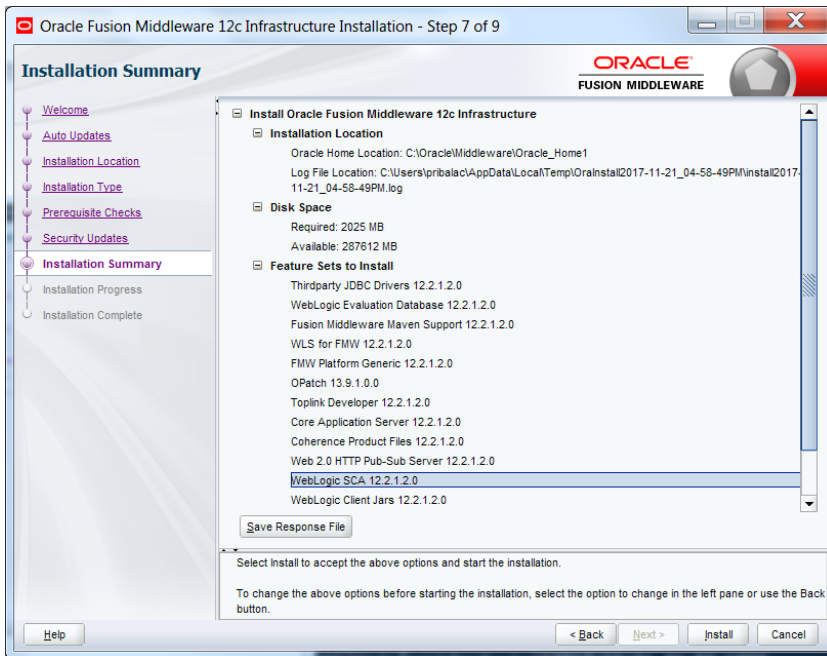 Oracle Fusion Middleware 12c Infrastructure Installation - Step 7 of 9
Installation Summary
ORACLE
FUSION MIDDLEWARE
Welcome
Auto Updates
Installation Location
Installation Type
Prerequisite Checks
Security Updates
Installation Summary
Installation Progress
Installation Complete
Install Oracle Fusion Middleware 12c Infrastructure
Installation Location
Oracle Home Location: C:\Oracle\Middleware\Oracle_Home1
Log File Location: C:\Users\pribalac\AppData\Local\Temp\OraInstall2017-11-21_04-58-49PM\install2017-
11-21_04-58-49PM.log
Disk Space
Required: 2025 MB
Available: 287612 MB
Feature Sets to Install
Thirdparty JDBC Drivers 12.2.1.2.0
WebLogic Evaluation Database 12.2.1.2.0
Fusion Middleware Maven Support 12.2.1.2.0
WLS for FMW 12.2.1.2.0
FMW Platform Generic 12.2.1.2.0
OPatch 13.9.1.0.0
Toplink Developer 12.2.1.2.0
Core Application Server 12.2.1.2.0
Coherence Product Files 12.2.1.2.0
Web 2.0 HTTP Pub-Sub Server 12.2.1.2.0
WebLogic SCA 12.2.1.2.0
WebLogic Client Jars 12.2.1.2.0
Save Response File
Select Install to accept the above options and start the installation.
To change the above options before starting the installation, select the option to change in the left pane or use the Back
button.
Help
< Back
Next >
Install
Cancel